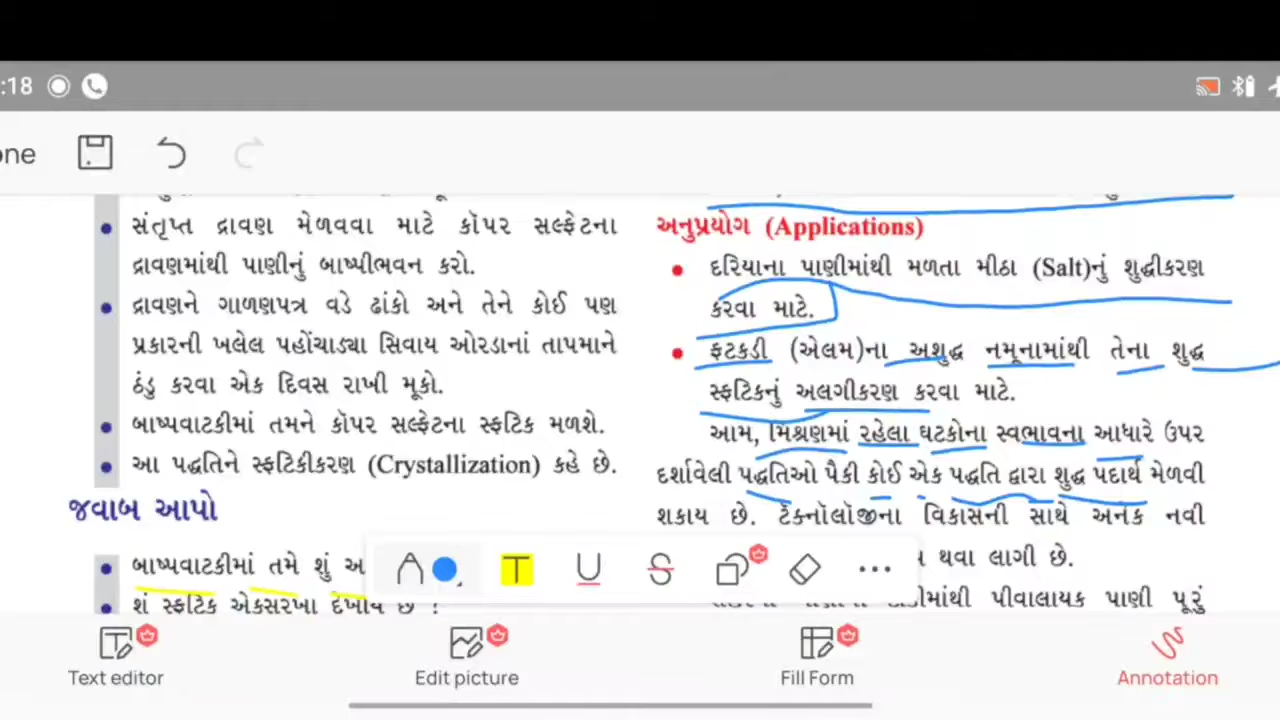 :18
one
સંતૃપ્ત દ્રાવણ મેળવવા માટે કૉપર સલ્ફેટના
દ્રાવણમાંથી પાણીનું બાષ્પીભવન કરો.
દ્રાવણને ગાળણપત્ર વડે ઢાંકો અને તેને કોઈ પણ
પ્રકારની ખલેલ પહોંચાડ્યા સિવાય ઓરડાનાં તાપમાને
ઠંડુ કરવા એક દિવસ રાખી મૂકો.
બાષ્પવાટકીમાં તમને કૉપર સલ્ફેટના સ્ફટિક મળશે.
આ પદ્ધતિને સ્ફટિકીકરણ (Crystallization) કહે છે.
જવાબ આપો
બાષ્પવાટકીમાં તમે શું
શું સ્ફટિક એકસરખા દેખાય છે ?
અનુપ્રયોગ (Applications)
દરિયાના પાણીમાંથી મળતા મીઠા (Salt)નું શુદ્ધીકરણ
કરવા માટે.
ફટકડી (એલમ)ના અશુદ્ધ નમૂનામાંથી તેના શુદ્ધ
સ્ફટિકનું અલગીકરણ કરવા માટે.
આમ, મિશ્રણમાં રહેલા ઘટકોના સ્વભાવના આધારે ઉપર
દર્શાવેલી પદ્ધતિઓ પૈકી કોઈ એક પદ્ધતિ દ્વારા શુદ્ધ પદાર્થ મેળવી
શકાય છે. ટૅક્નૉલૉજીના વિકાસની સાથે અનેક નવી
થવા લાગી છે.
પીવાલાયક પાણી પૂરું
Text editor
Edit picture
Fill Form
Annotation